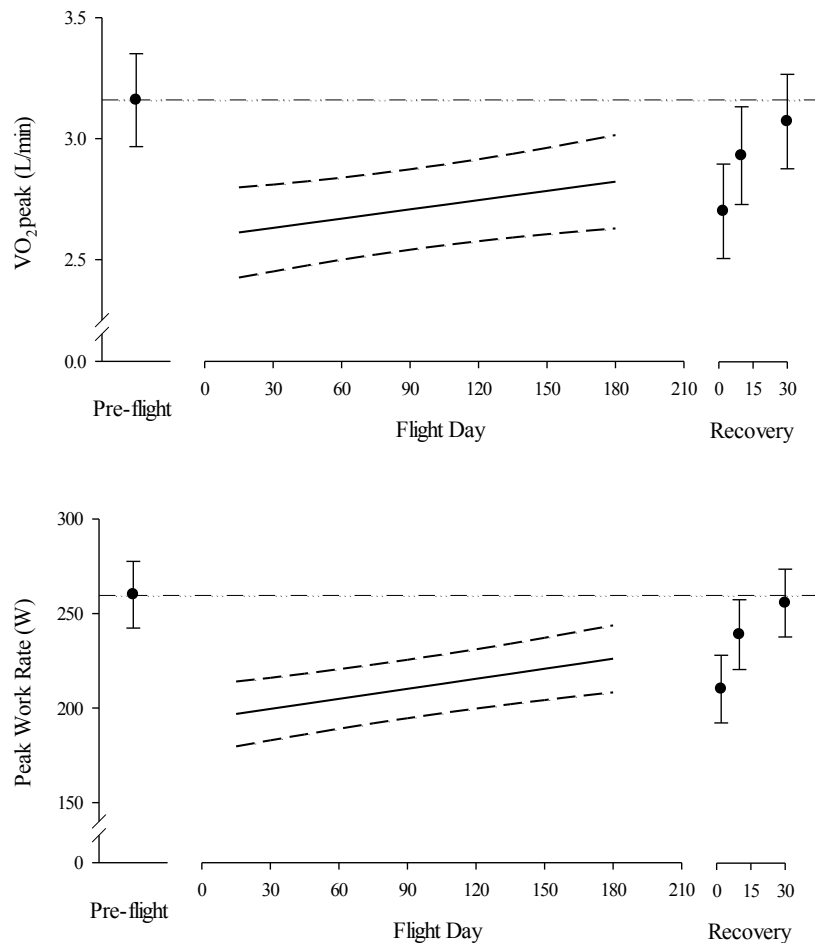 3.5
3.0
2.5
0.0
VO2peak (L/min)
0 30 60 90 120 150 180 210
0 15 30
Pre-flight
Flight Day
Recovery
300
250
200
150
0
Peak Work Rate (W)
0 30 60 90 120 150 180 210
0 15 30
Pre-flight
Flight Day
Recovery